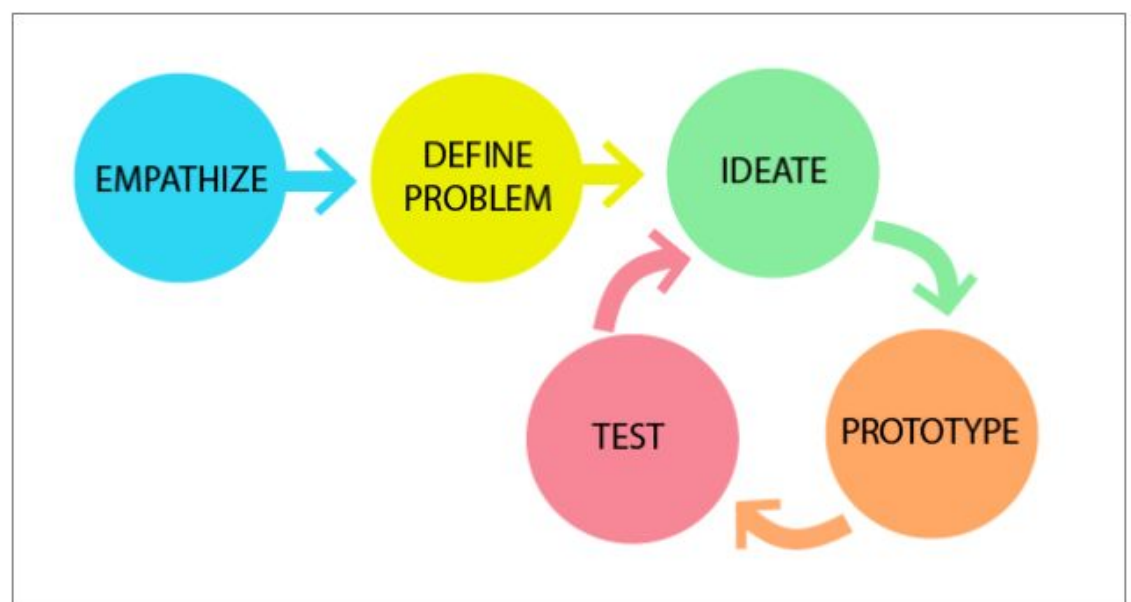 EMPATHIZE
DEFINE
PROBLEM
IDEATE
PROTOTYPE
TEST